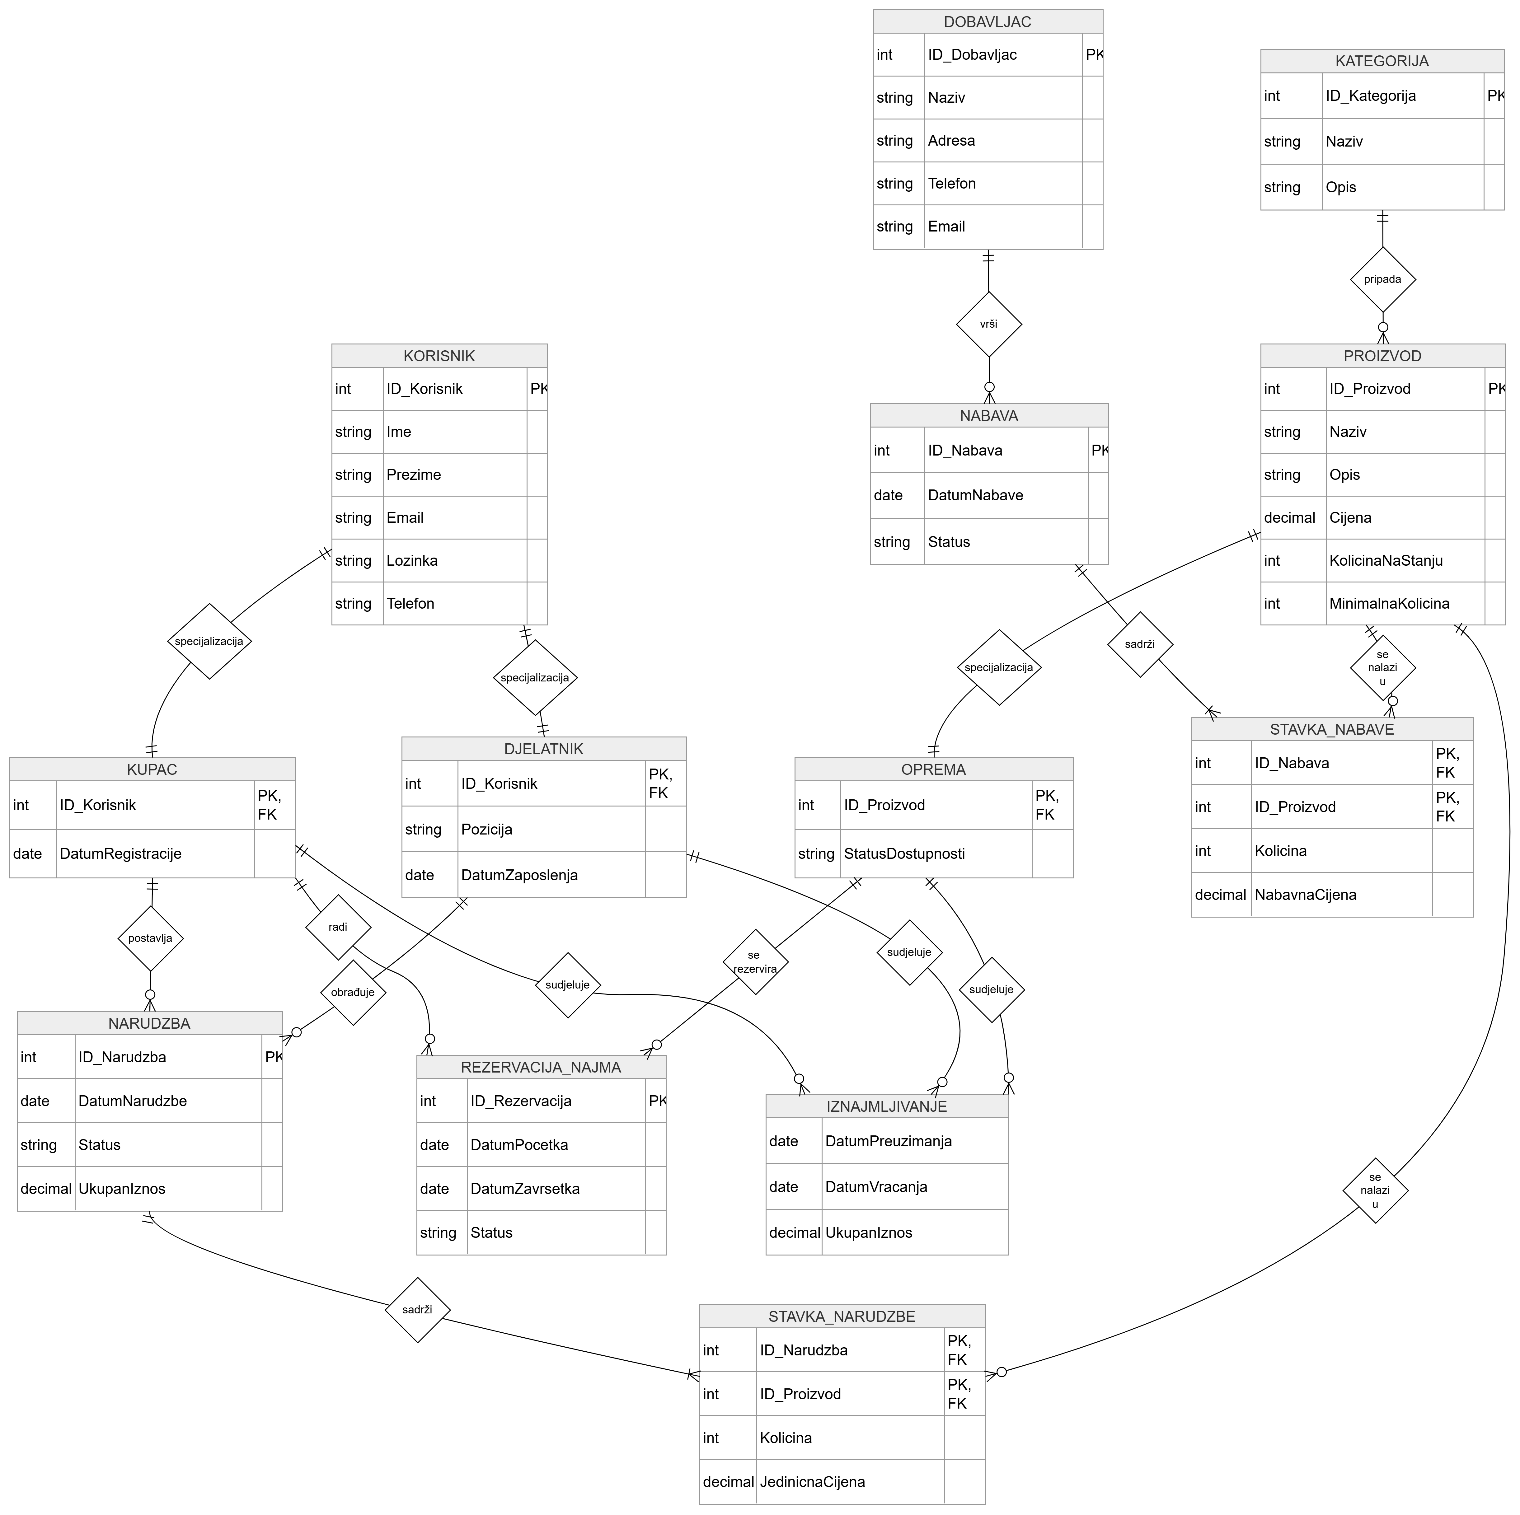 DOBAVLJAC
int ID_Dobavljac PK
string Naziv
string Adresa
string Telefon
string Email
KATEGORIJA
int ID_Kategorija PK
string Naziv
string Opis
vrši
pripada
KORISNIK
int ID_Korisnik PK
string Ime
string Prezime
string Email
string Lozinka
string Telefon
NABAVA
int ID_Nabava PK
date DatumNabave
string Status
PROIZVOD
int ID_Proizvod PK
string Naziv
string Opis
decimal Cijena
int KolicinaNaStanju
int MinimalnaKolicina
specijalizacija
specijalizacija
specijalizacija
sadrži
se
nalazi
u
KUPAC
int ID_Korisnik PK,
FK
date DatumRegistracije
DJELATNIK
int ID_Korisnik PK,
FK
string Pozicija
date DatumZaposlenja
OPREMA
int ID_Proizvod PK,
FK
string StatusDostupnosti
STAVKA_NABAVE
int ID_Nabava PK,
FK
int ID_Proizvod PK,
FK
int Kolicina
decimal NabavnaCijena
postavlja
radi
obrađuje
sudjeluje
se
rezervira
sudjeluje
sudjeluje
NARUDZBA
int ID_Narudzba PK
date DatumNarudzbe
string Status
decimal UkupanIznos
REZERVACIJA_NAJMA
int ID_Rezervacija PK
date DatumPocetka
date DatumZavrsetka
string Status
IZNAJMLJIVANJE
date DatumPreuzimanja
date DatumVracanja
decimal UkupanIznos
se
nalazi
u
sadrži
STAVKA_NARUDZBE
int ID_Narudzba PK,
FK
int ID_Proizvod PK,
FK
int Kolicina
decimal JedinicnaCijena